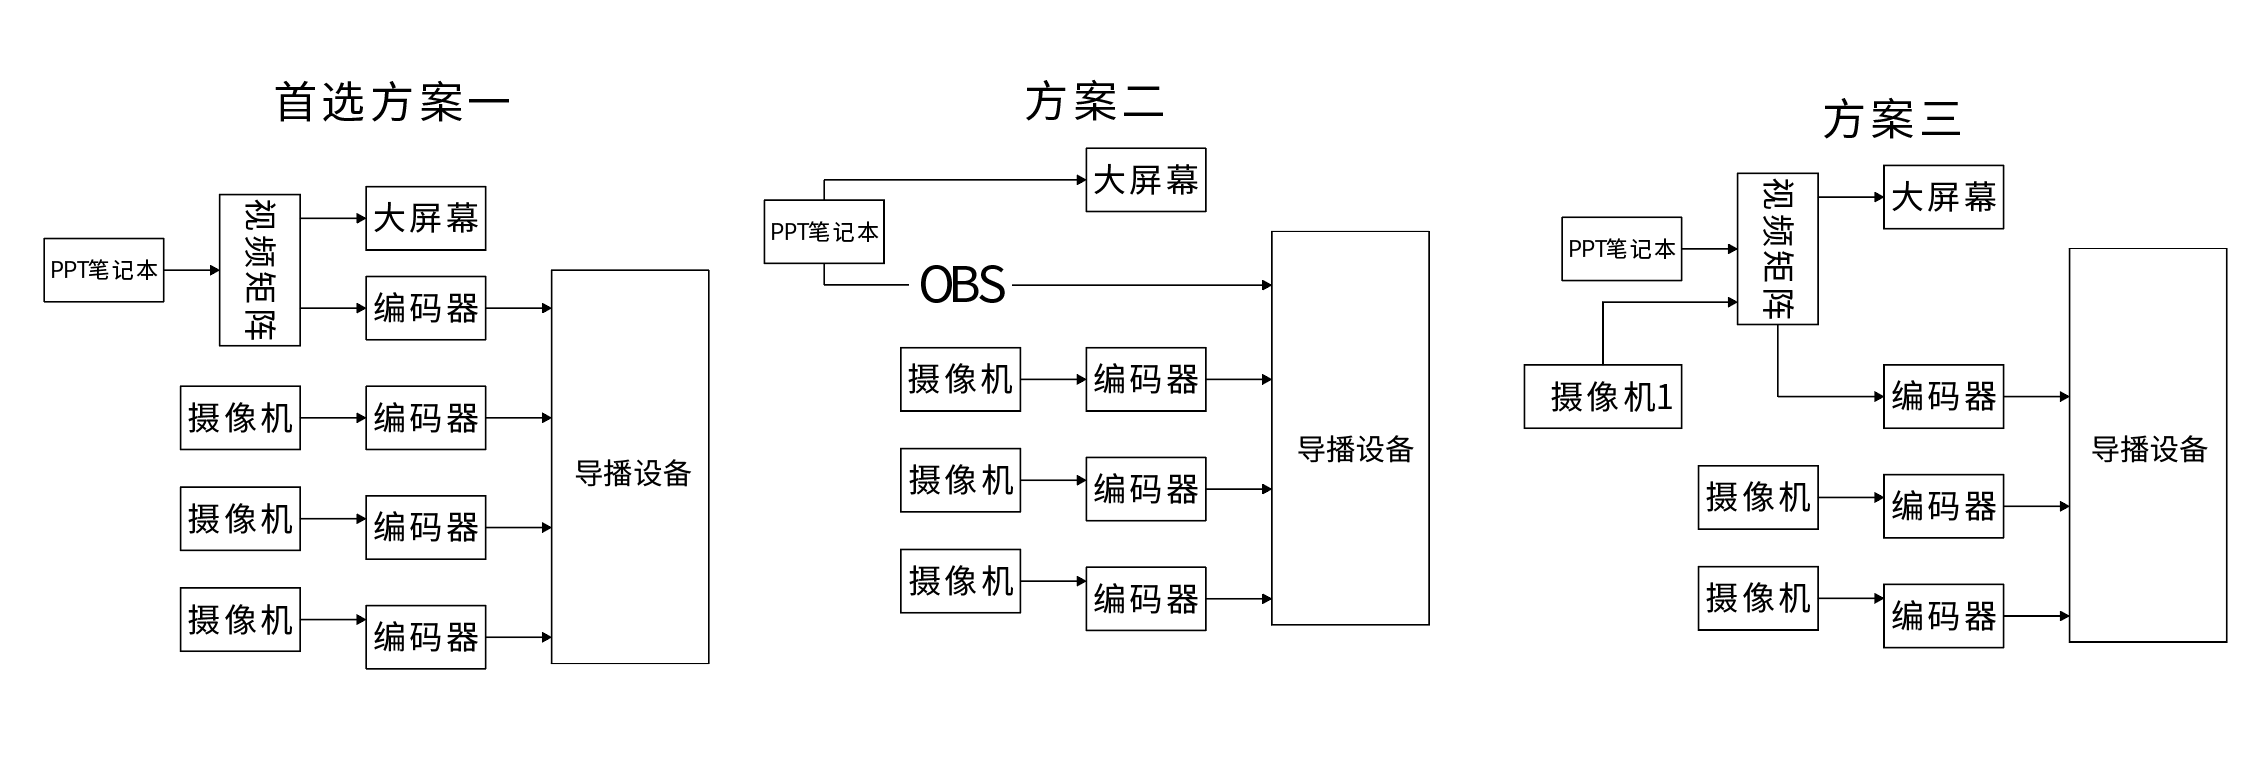 首选方案一
大屏幕
视频矩阵
PPT笔记本
编码器
摄像机
编码器
导播设备
摄像机
编码器
摄像机
编码器
方案二
大屏幕
PPT笔记本
OBS
摄像机
编码器
导播设备
摄像机
编码器
摄像机
编码器
方案三
大屏幕
视频矩阵
PPT笔记本
摄像机1
编码器
导播设备
摄像机
编码器
摄像机
编码器